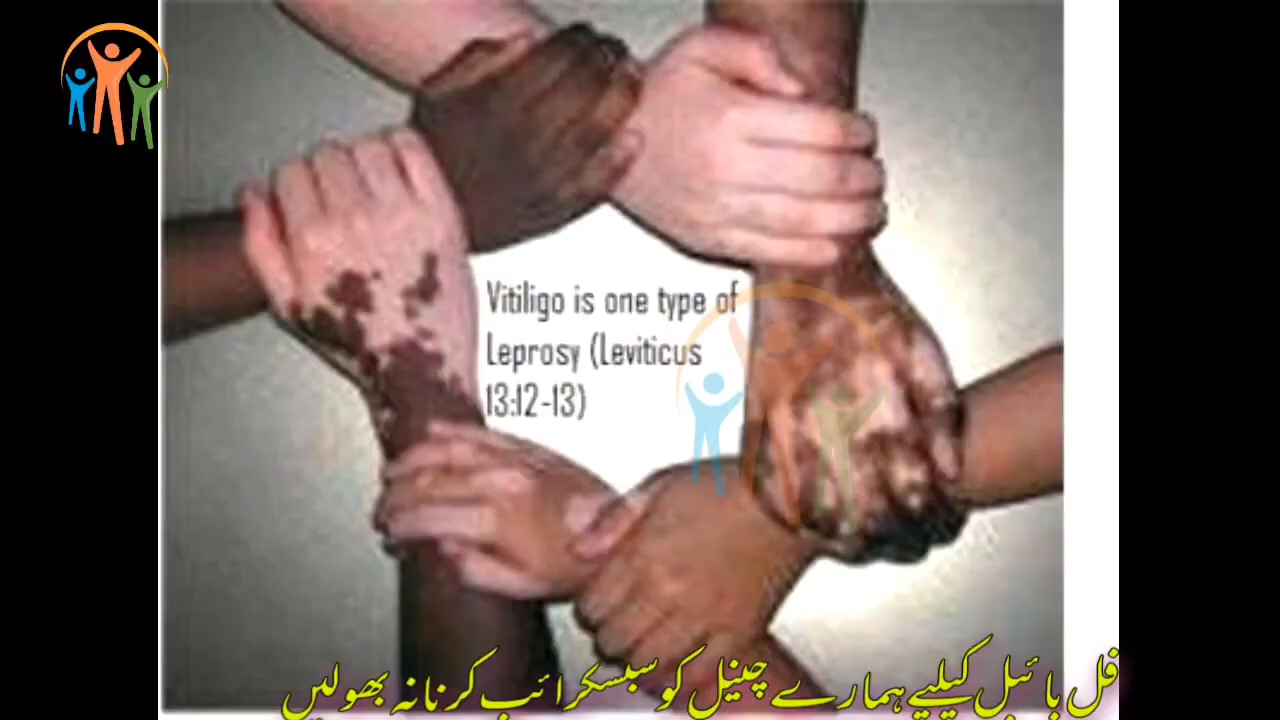 Vitiligo is one type of
Leprosy (Leviticus
13:12-13)
فل بائبل کیلیے ہمارے چینل کو سبسکرائب کرنا نہ بھولیں